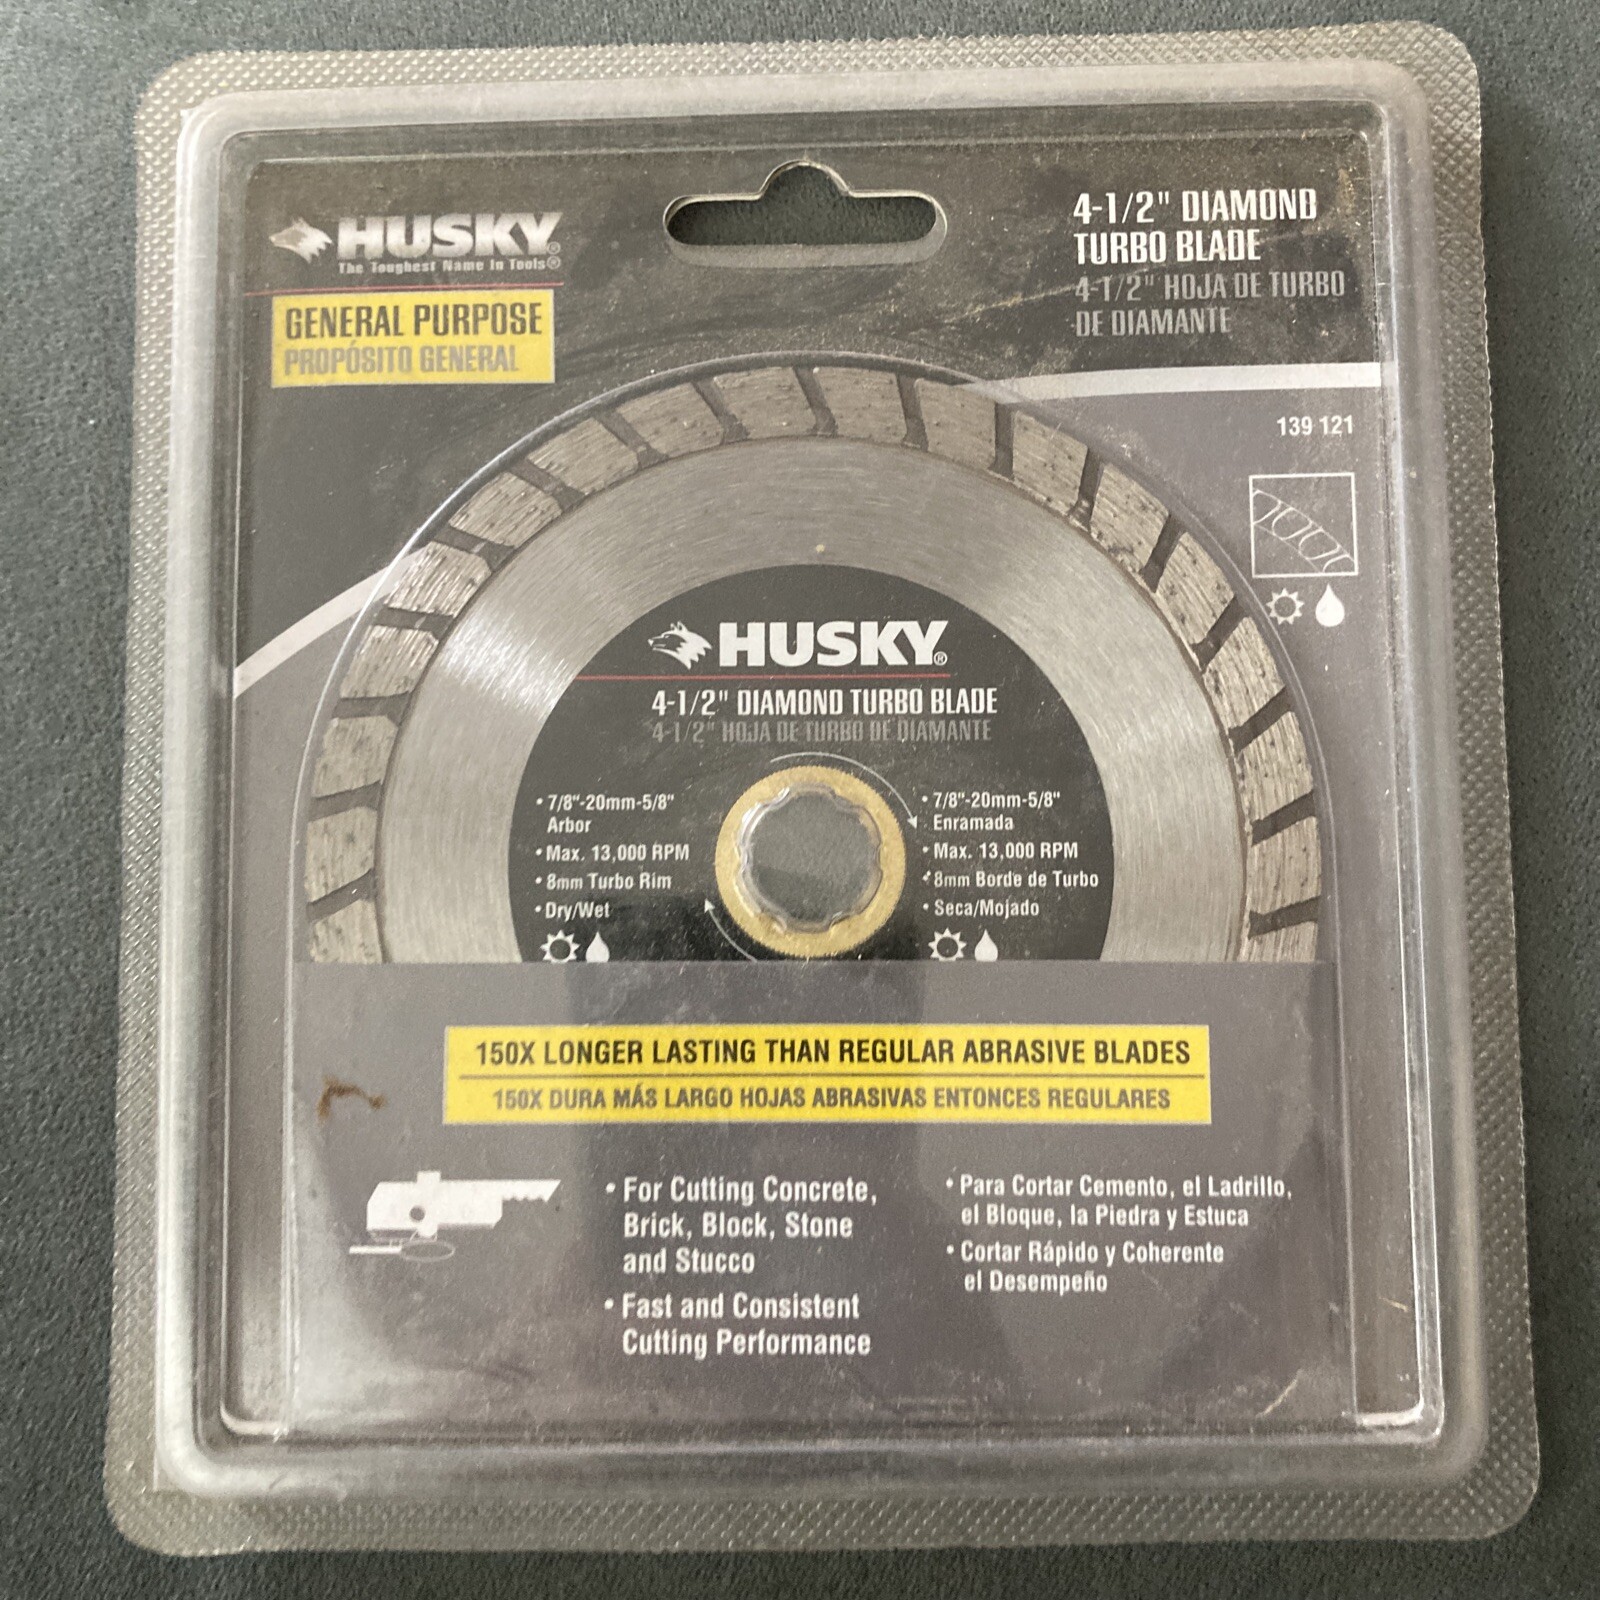 HUSKY®
The Toughest Name In Tools®
GENERAL PURPOSE
PROPÓSITO GENERAL
4-1/2" DIAMOND
TURBO BLADE
4-1/2" HOJA DE TURBO
DE DIAMANTE
139 121
HUSKY®
4-1/2" DIAMOND TURBO BLADE
4-1/2" HOJA DE TURBO DE DIAMANTE
• 7/8"-20mm-5/8"
Arbor
• Max. 13,000 RPM
• 8mm Turbo Rim
• Dry/Wet
• 7/8"-20mm-5/8"
Enramada
• Max. 13,000 RPM
• 8mm Borde de Turbo
• Seca/Mojado
150X LONGER LASTING THAN REGULAR ABRASIVE BLADES
150X DURA MÁS LARGO HOJAS ABRASIVAS ENTONCES REGULARES
• For Cutting Concrete,
Brick, Block, Stone
and Stucco
• Fast and Consistent
Cutting Performance
• Para Cortar Cemento, el Ladrillo,
el Bloque, la Piedra y Estuca
• Cortar Rápido y Coherente
el Desempeño